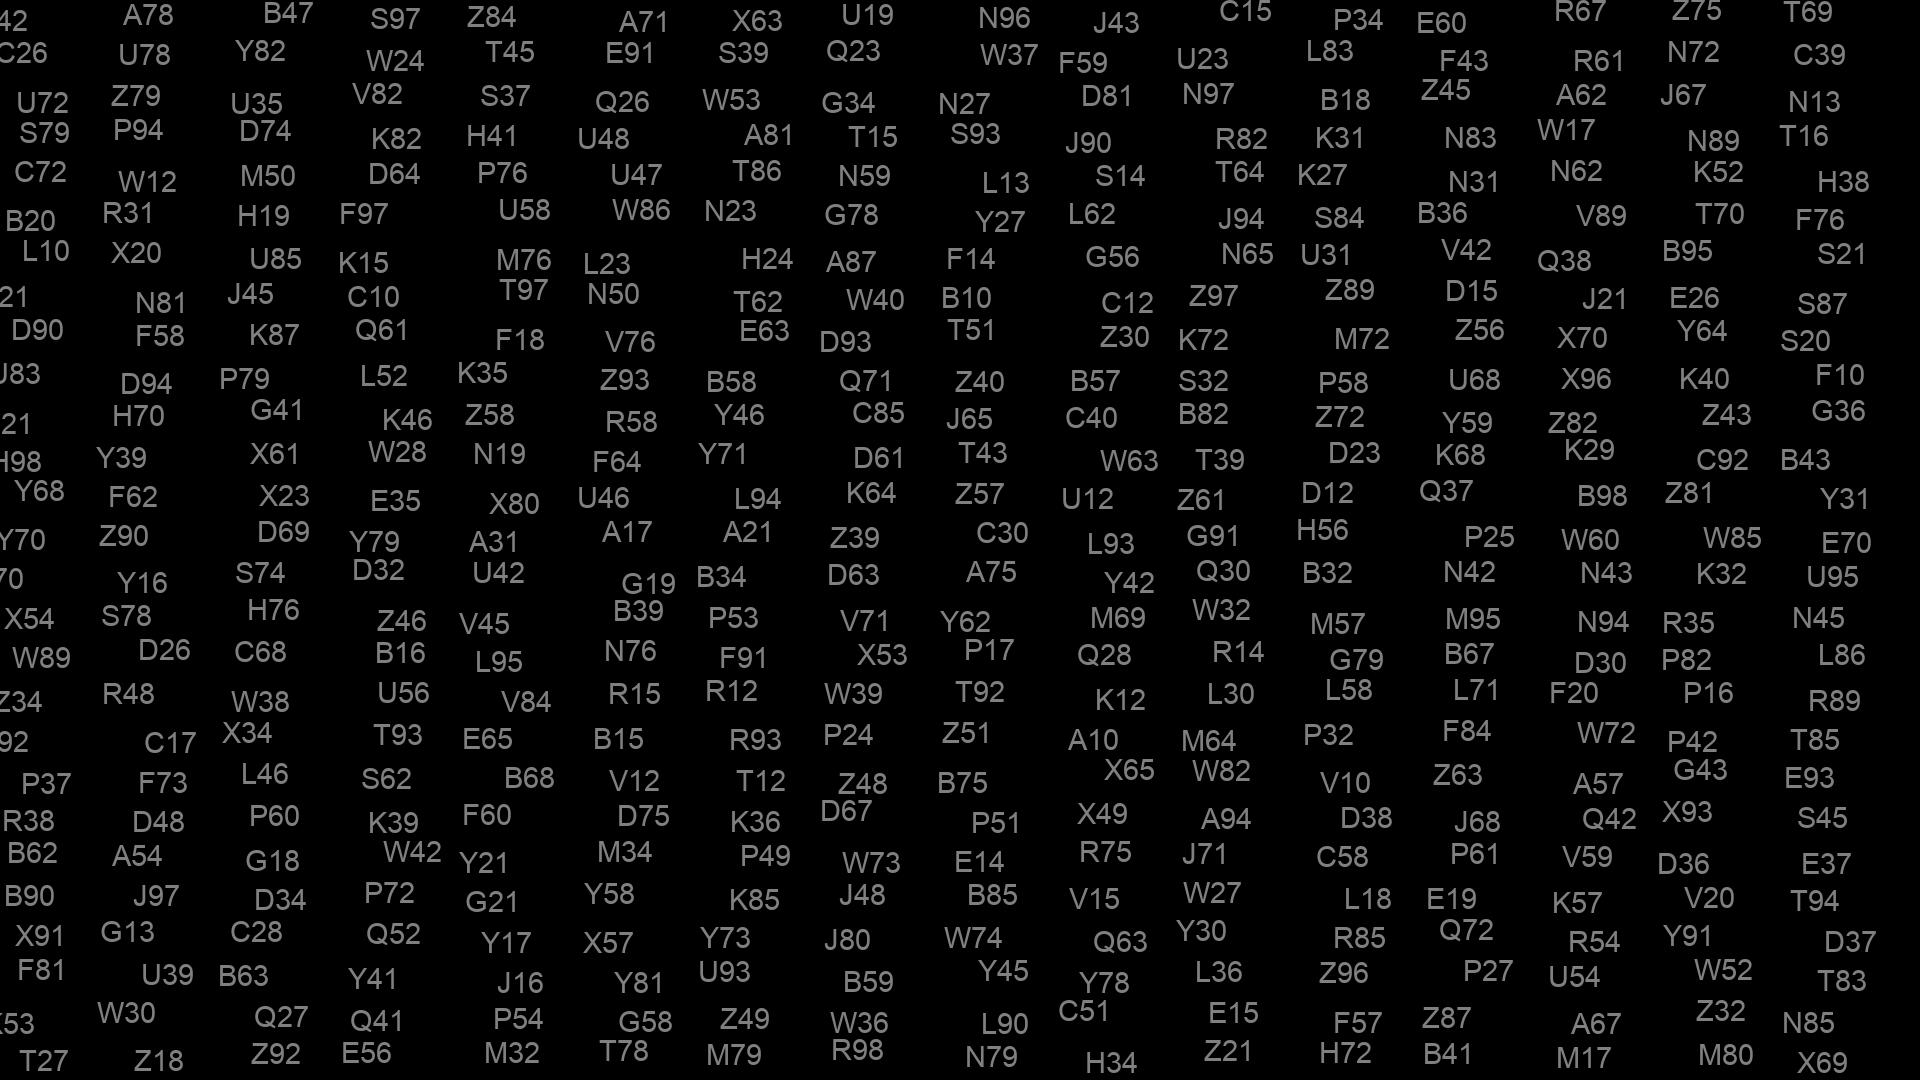 42 A78 B47 S97 Z84 A71 X63 U19 N96 J43 C15 P34 E60 R67 Z75 T69
C26 U78 Y82 W24 T45 E91 S39 Q23 W37 F59 U23 L83 F43 R61 N72 C39
U72 Z79 U35 V82 S37 Q26 W53 G34 N27 D81 N97 B18 Z45 A62 J67 N13
S79 P94 D74 K82 H41 U48 A81 T15 S93 J90 R82 K31 N83 W17 N89 T16
C72 W12 M50 D64 P76 U47 T86 N59 L13 S14 T64 K27 N31 N62 K52 H38
B20 R31 H19 F97 U58 W86 N23 G78 Y27 L62 J94 S84 B36 V89 T70 F76
L10 X20 U85 K15 M76 L23 H24 A87 F14 G56 N65 U31 V42 Q38 B95 S21
21 N81 J45 C10 T97 N50 T62 W40 B10 C12 Z97 Z89 D15 J21 E26 S87
D90 F58 K87 Q61 F18 V76 E63 D93 T51 Z30 K72 M72 Z56 X70 Y64 S20
U83 D94 P79 L52 K35 Z93 B58 Q71 Z40 B57 S32 P58 U68 X96 K40 F10
21 H70 G41 K46 Z58 R58 Y46 C85 J65 C40 B82 Z72 Y59 Z82 Z43 G36
H98 Y39 X61 W28 N19 F64 Y71 D61 T43 W63 T39 D23 K68 K29 C92 B43
Y68 F62 X23 E35 X80 U46 L94 K64 Z57 U12 Z61 D12 Q37 B98 Z81 Y31
Y70 Z90 D69 Y79 A31 A17 A21 Z39 C30 L93 G91 H56 P25 W60 W85 E70
70 Y16 S74 D32 U42 G19 B34 D63 A75 Y42 Q30 B32 N42 N43 K32 U95
X54 S78 H76 Z46 V45 B39 P53 V71 Y62 M69 W32 M57 M95 N94 R35 N45
W89 D26 C68 B16 L95 N76 F91 X53 P17 Q28 R14 G79 B67 D30 P82 L86
Z34 R48 W38 U56 V84 R15 R12 W39 T92 K12 L30 L58 L71 F20 P16 R89
92 C17 X34 T93 E65 B15 R93 P24 Z51 A10 M64 P32 F84 W72 P42 T85
P37 F73 L46 S62 B68 V12 T12 Z48 B75 X65 W82 V10 Z63 A57 G43 E93
R38 D48 P60 K39 F60 D75 K36 D67 P51 X49 A94 D38 J68 Q42 X93 S45
B62 A54 G18 W42 Y21 M34 P49 W73 E14 R75 J71 C58 P61 V59 D36 E37
B90 J97 D34 P72 G21 Y58 K85 J48 B85 V15 W27 L18 E19 K57 V20 T94
X91 G13 C28 Q52 Y17 X57 Y73 J80 W74 Q63 Y30 R85 Q72 R54 Y91 D37
F81 U39 B63 Y41 J16 Y81 U93 B59 Y45 Y78 L36 Z96 P27 U54 W52 T83
53 W30 Q27 Q41 P54 G58 Z49 W36 L90 C51 E15 F57 Z87 A67 Z32 N85
T27 Z18 Z92 E56 M32 T78 M79 R98 N79 H34 Z21 H72 B41 M17 M80 X69